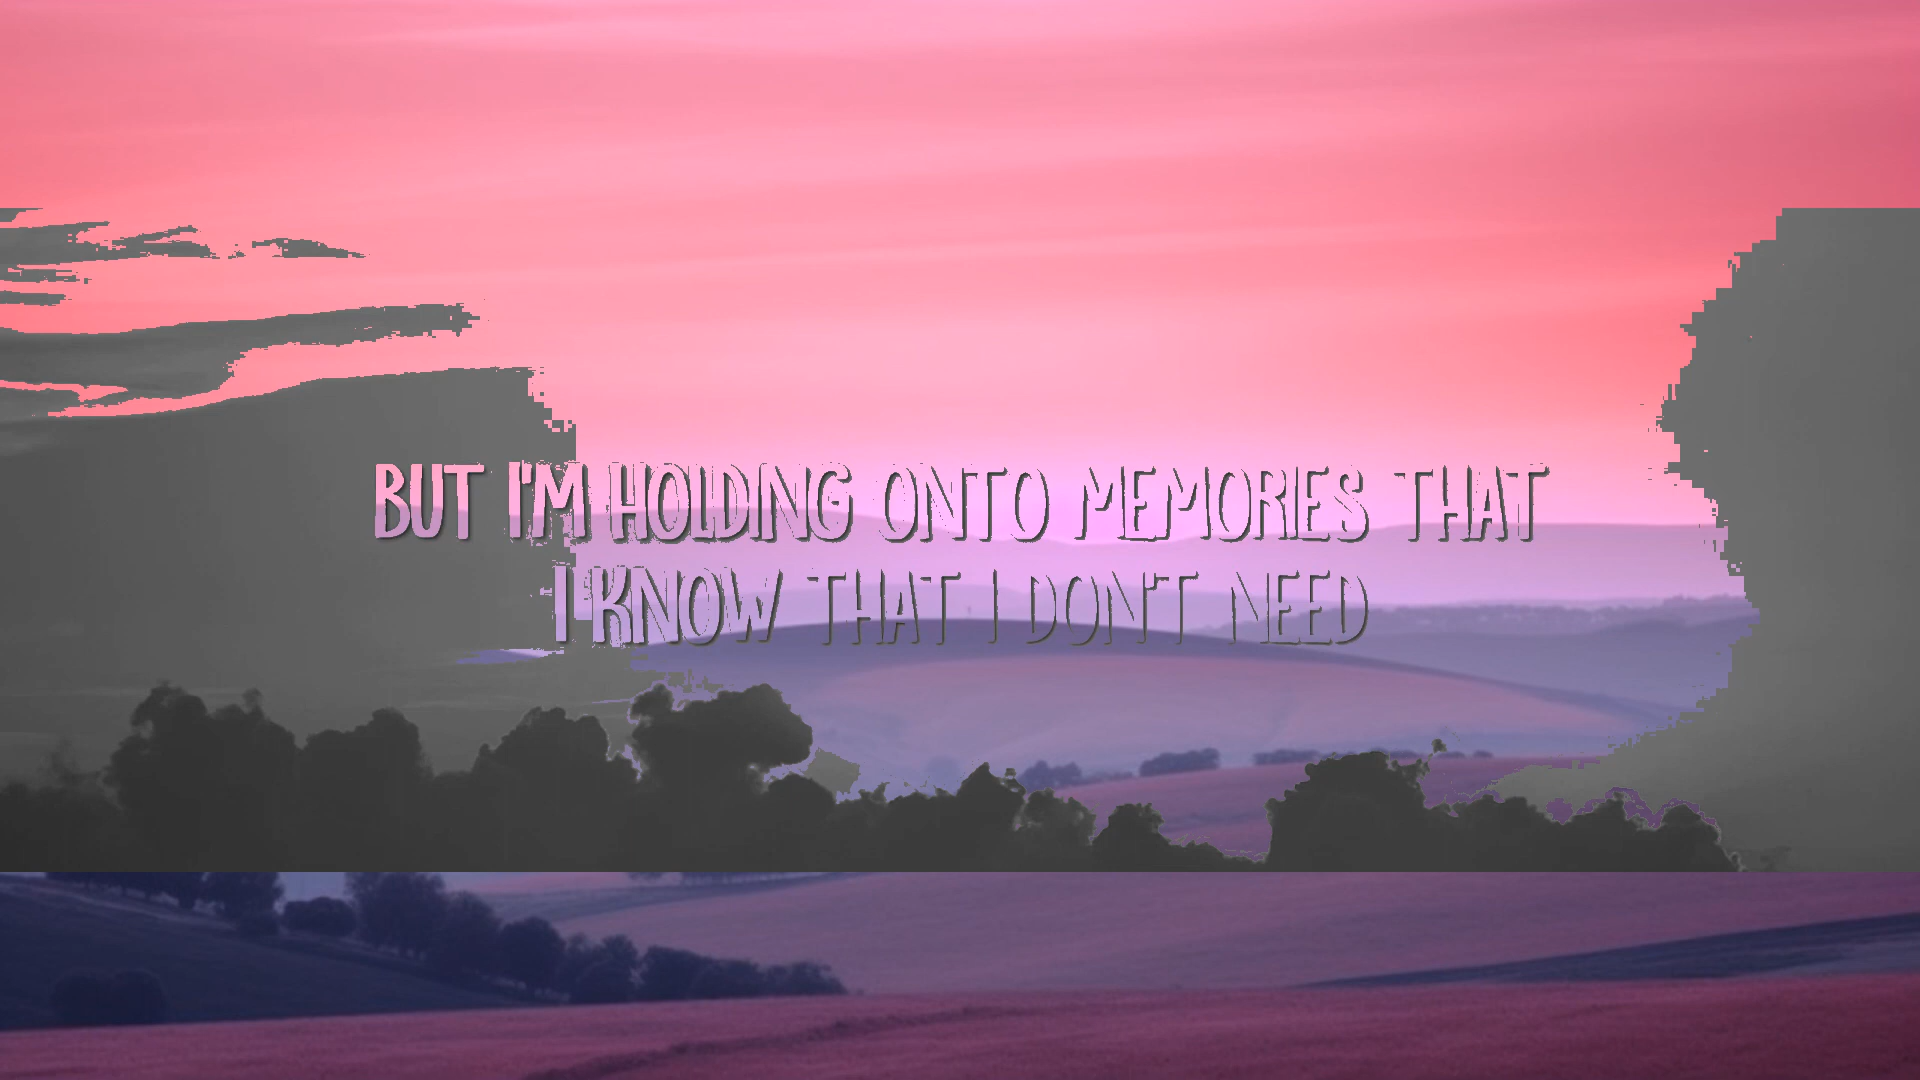 BUT I'M HOLDING ONTO MEMORIES THAT
I KNOW THAT I DON'T NEED